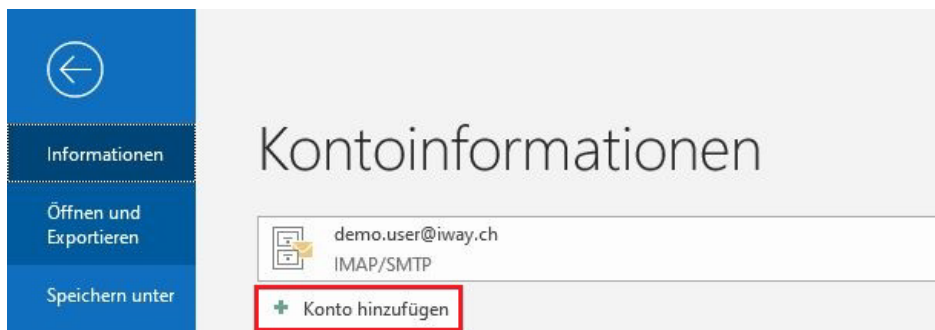 Informationen
Öffnen und
Exportieren
Speichern unter
Kontoinformationen
demo.user@iway.ch
IMAP/SMTP
Konto hinzufügen